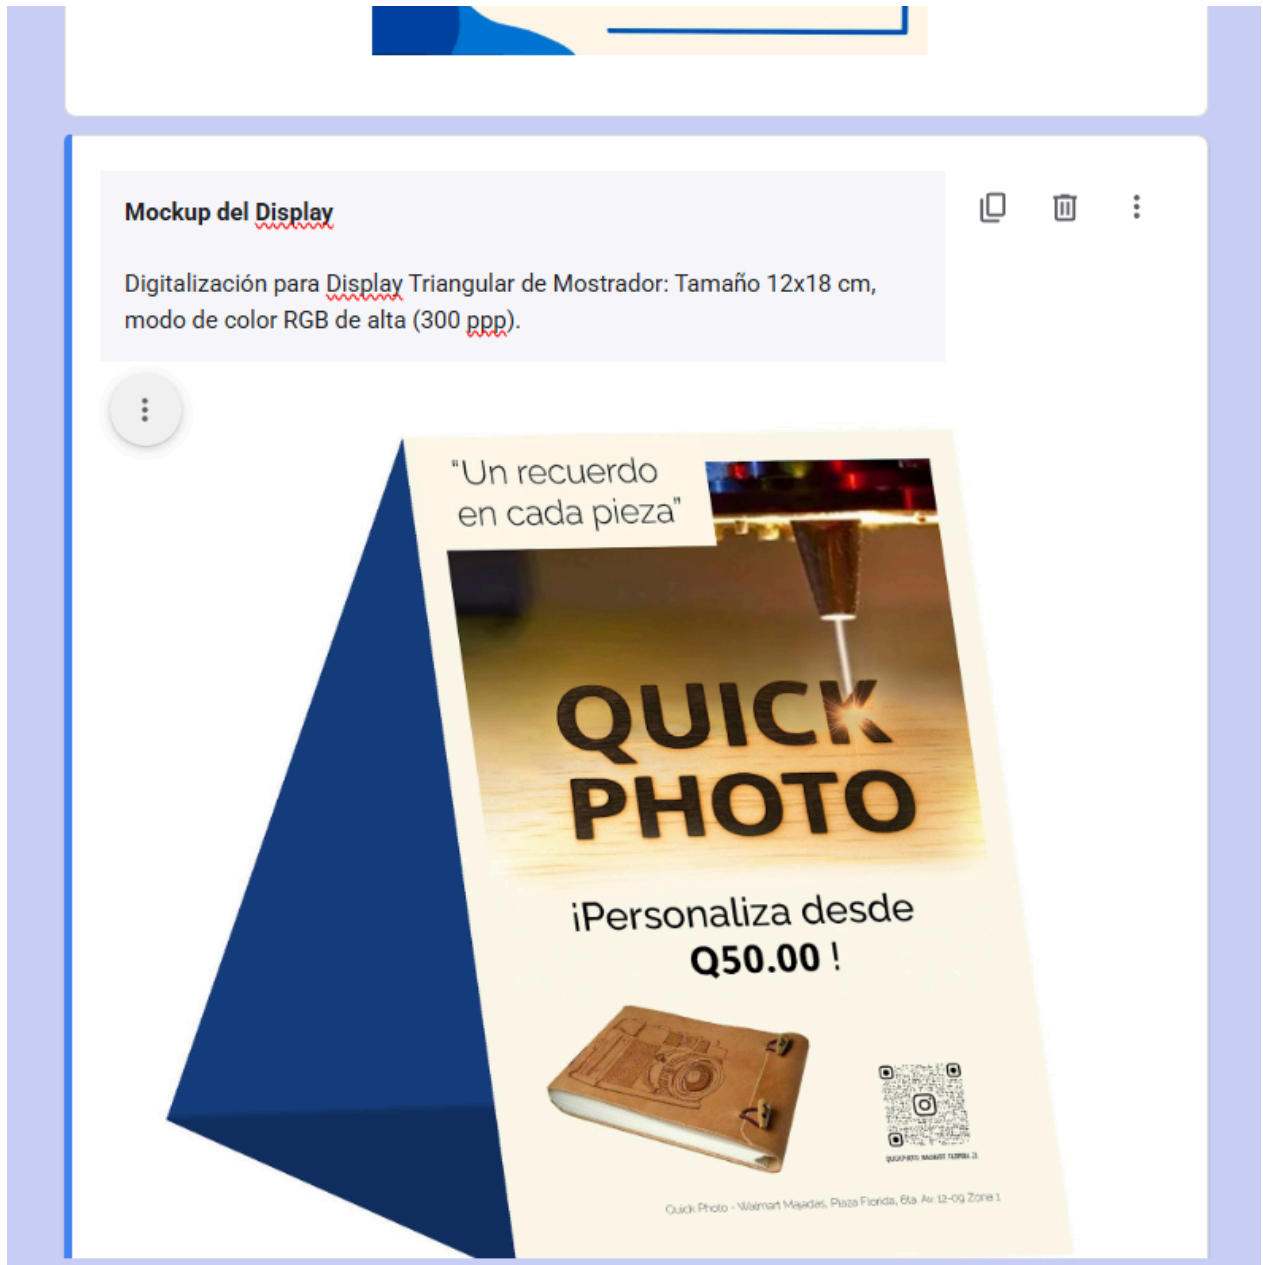 Mockup del Display
Digitalización para Display Triangular de Mostrador: Tamaño 12x18 cm,
modo de color RGB de alta (300 ppp).
“Un recuerdo
en cada pieza”
QUICK
PHOTO
¡Personaliza desde
Q50.00 !
Quick Photo - Walmart Majadas, Plaza Florida, 6ta. Av. 12-09 Zona 1